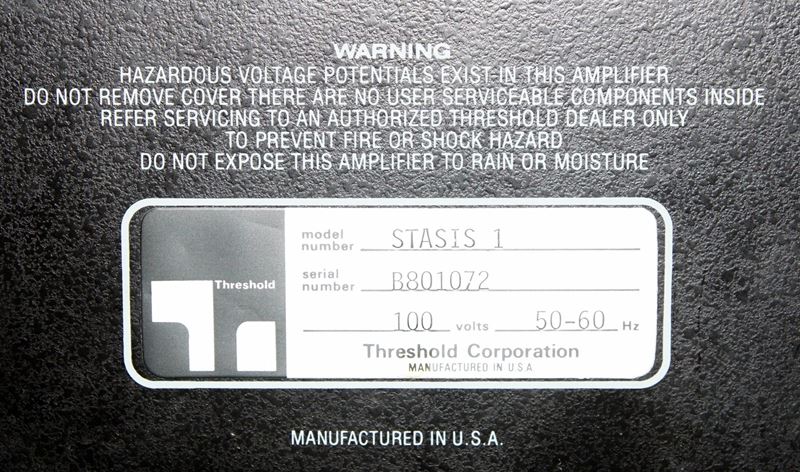 WARNING
HAZARDOUS VOLTAGE POTENTIALS EXIST IN THIS AMPLIFIER
DO NOT REMOVE COVER THERE ARE NO USER SERVICEABLE COMPONENTS INSIDE
REFER SERVICING TO AN AUTHORIZED THRESHOLD DEALER ONLY
TO PREVENT FIRE OR SHOCK HAZARD
DO NOT EXPOSE THIS AMPLIFIER TO RAIN OR MOISTURE
Threshold
model number STASIS 1
serial number B801072
100 volts 50-60 Hz
Threshold Corporation
MANUFACTURED IN U.S.A
MANUFACTURED IN U.S.A.